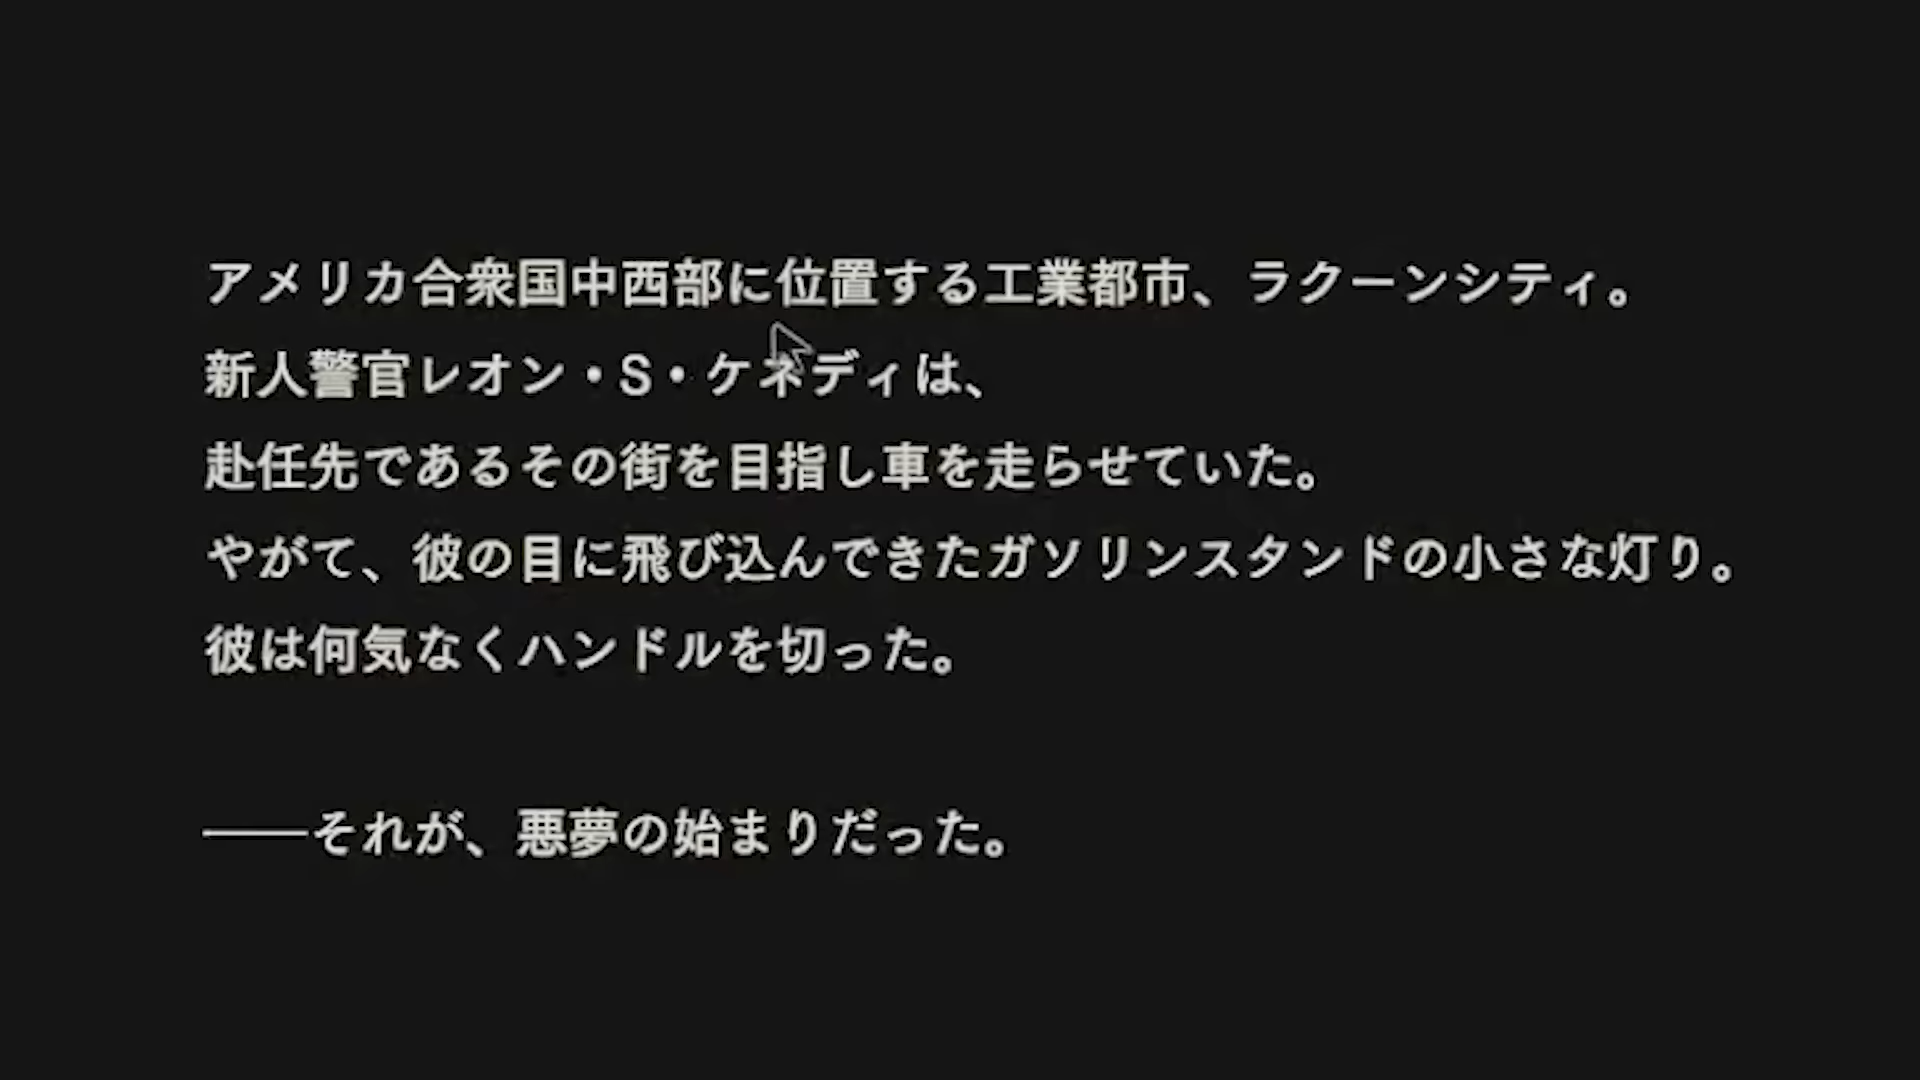 アメリカ合衆国中西部に位置する工業都市、ラクーンシティ。
新人警官レオン・S・ケネディは、
赴任先であるその街を目指し車を走らせていた。
やがて、彼の目に飛び込んできたガソリンスタンドの小さな灯り。
彼は何気なくハンドルを切った。
――それが、悪夢の始まりだった。